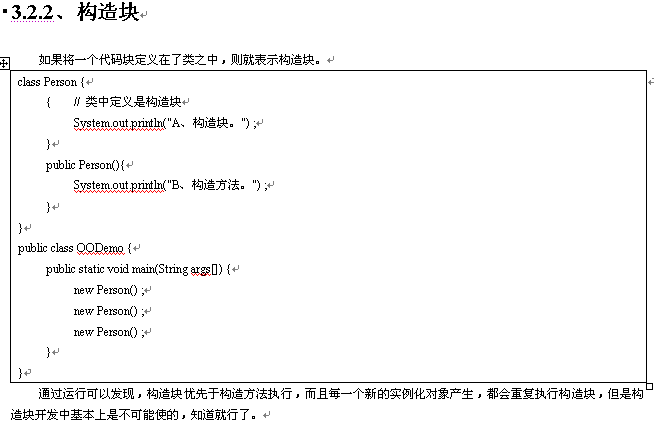 3.2.2、构造块
如果将一个代码块定义在了类之中，则就表示构造块。
class Person {
{ // 类中定义是构造块
System.out.println("A、构造块。") ;
}
public Person(){
System.out.println("B、构造方法。") ;
}
}
public class OODemo {
public static void main(String args[]) {
new Person() ;
new Person() ;
new Person() ;
}
}
通过运行可以发现，构造块优先于构造方法执行，而且每一个新的实例化对象产生，都会重复执行构造块，但是构
造块开发中基本上是不可能使的，知道就行了。